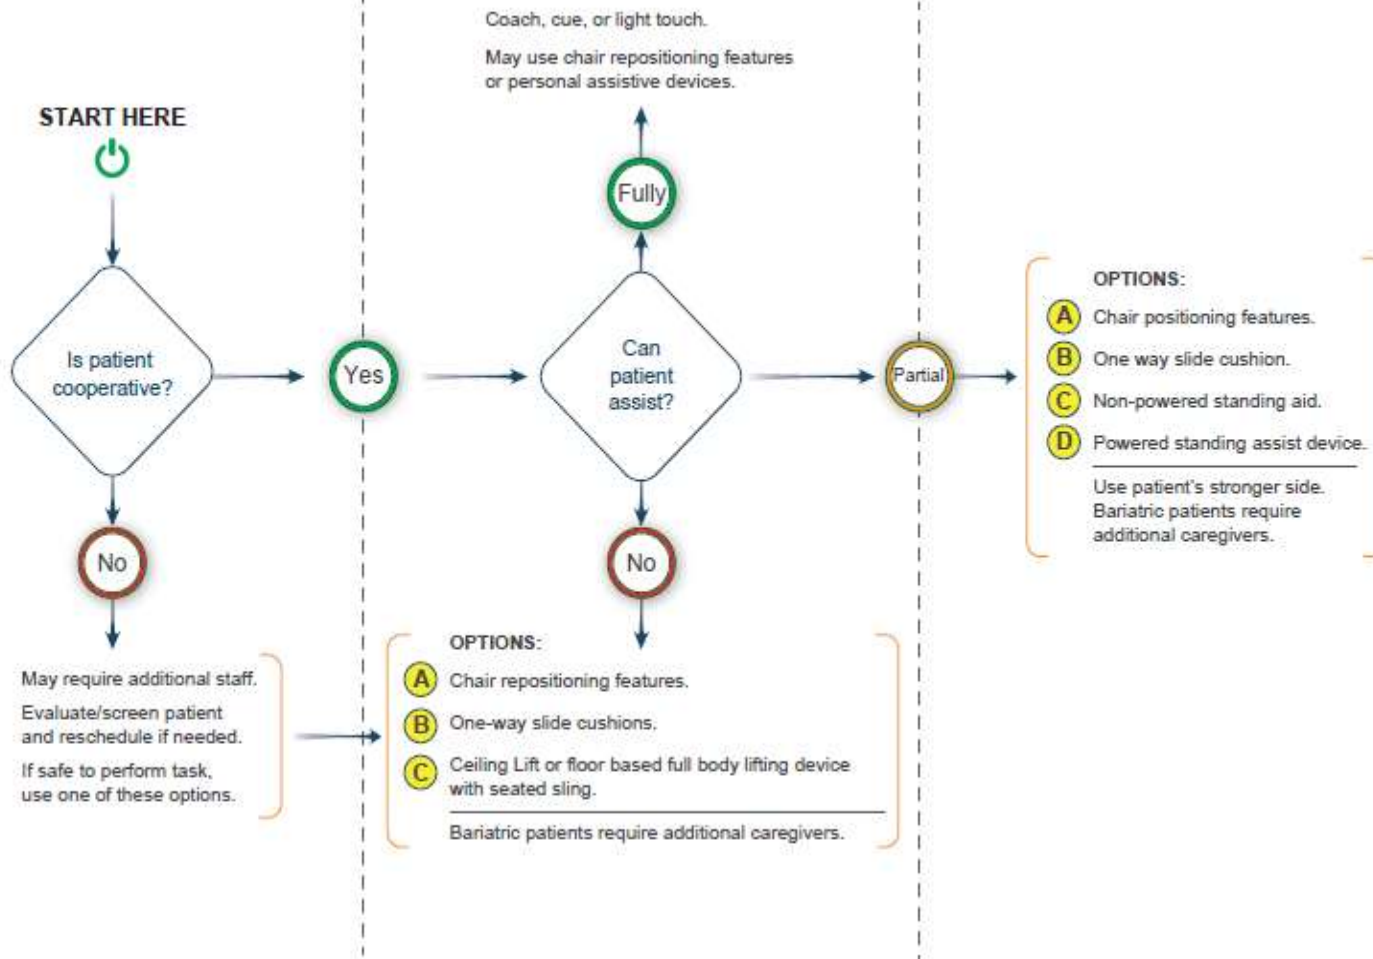 Coach, cue, or light touch.
May use chair repositioning features
or personal assistive devices.
START HERE
Fully
Is patient
cooperative?
Yes
Can
patient
assist?
Partial
OPTIONS:
A Chair positioning features.
B One way slide cushion.
C Non-powered standing aid.
D Powered standing assist device.
Use patient's stronger side.
Bariatric patients require
additional caregivers.
No
No
May require additional staff.
Evaluate/screen patient
and reschedule if needed.
If safe to perform task,
use one of these options.
OPTIONS:
A Chair repositioning features.
B One-way slide cushions.
C Ceiling Lift or floor based full body lifting device
with seated sling.
Bariatric patients require additional caregivers.